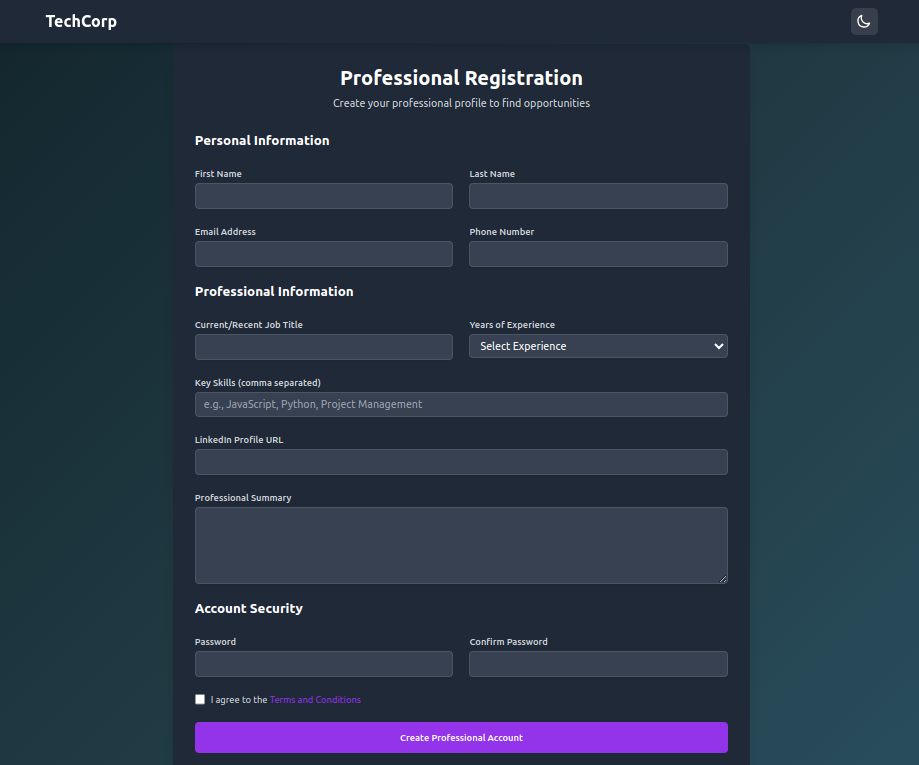 TechCorp
Professional Registration
Create your professional profile to find opportunities
Personal Information
First Name
Last Name
Email Address
Phone Number
Professional Information
Current/Recent Job Title
Years of Experience
Select Experience
Key Skills (comma separated)
e.g., JavaScript, Python, Project Management
LinkedIn Profile URL
Professional Summary
Account Security
Password
Confirm Password
I agree to the Terms and Conditions
Create Professional Account